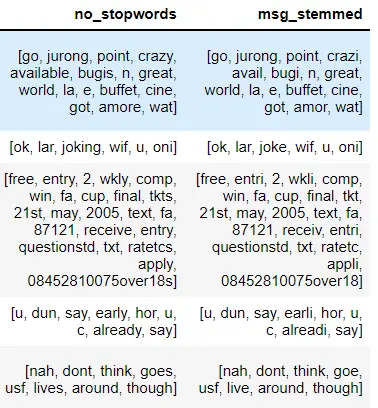 no_stopwords msg_stemmed
[go, jurong, point, crazy, [go, jurong, point, crazi,
available, bugis, n, great, avail, bugi, n, great,
world, la, e, buffet, cine, world, la, e, buffet, cine,
got, amore, wat] got, amor, wat]
[ok, lar, joking, wif, u, oni] [ok, lar, joke, wif, u, oni]
[free, entry, 2, wkly, comp, [free, entri, 2, wkli, comp,
win, fa, cup, final, tkts, win, fa, cup, final, tkt,
21st, may, 2005, text, fa, 21st, may, 2005, text, fa,
87121, receive, entry, 87121, receiv, entri,
questionstd, txt, ratetcs, questionstd, txt, ratetc,
apply, appli,
08452810075over18s] 08452810075over18]
[u, dun, say, early, hor, u, [u, dun, say, earli, hor, u,
c, already, say] c, alreadi, say]
[nah, dont, think, goes, [nah, dont, think, goe,
usf, lives, around, though] usf, live, around, though]